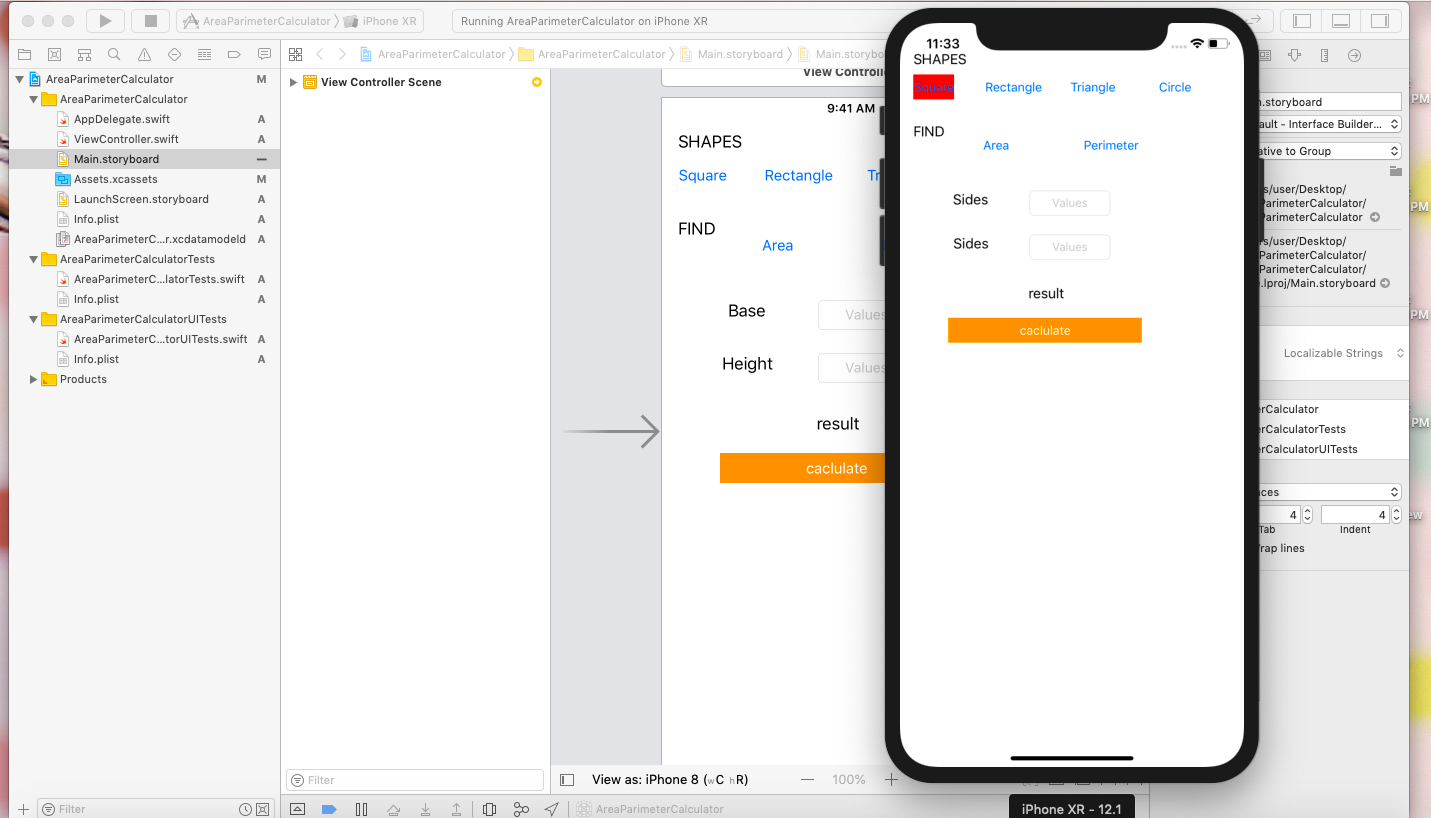 AreaParimeterCalculator
iPhone XR
Running AreaParimeterCalculator on iPhone XR
AreaParimeterCalculator
AreaParimeterCalculator
Main.storyboard
Main.storyb
AreaParimeterCalculator M
AreaParimeterCalculator
AppDelegate.swift A
ViewController.swift A
Main.storyboard
Assets.xcassets M
LaunchScreen.storyboard A
Info.plist A
AreaParimeterC...r.xcdatamodeld A
AreaParimeterCalculatorTests
AreaParimeterC...latorTests.swift A
Info.plist A
AreaParimeterCalculatorUITests
AreaParimeterC...torUITests.swift A
Info.plist A
Products
Filter
View Controller Scene
Filter
View Controlle
9:41 AM
SHAPES
Square Rectangle Tr
FIND
Area
Base Values
Height Values
result
caclulate
View as: iPhone 8 (wC hR)
100%
AreaParimeterCalculator
11:33
SHAPES
Square Rectangle Triangle Circle
FIND
Area Perimeter
Sides Values
Sides Values
result
caclulate
iPhone XR - 12.1
n.storyboard
ault - Interface Builder...
ative to Group
rs/user/Desktop/
ParimeterCalculator/
ParimeterCalculator
rs/user/Desktop/
ParimeterCalculator/
ParimeterCalculator/
.lproj/Main.storyboard
Localizable Strings
erCalculator
erCalculatorTests
erCalculatorUITests
ces
4 4
Tab Indent
rap lines
PM
PM
PM
PM
ew